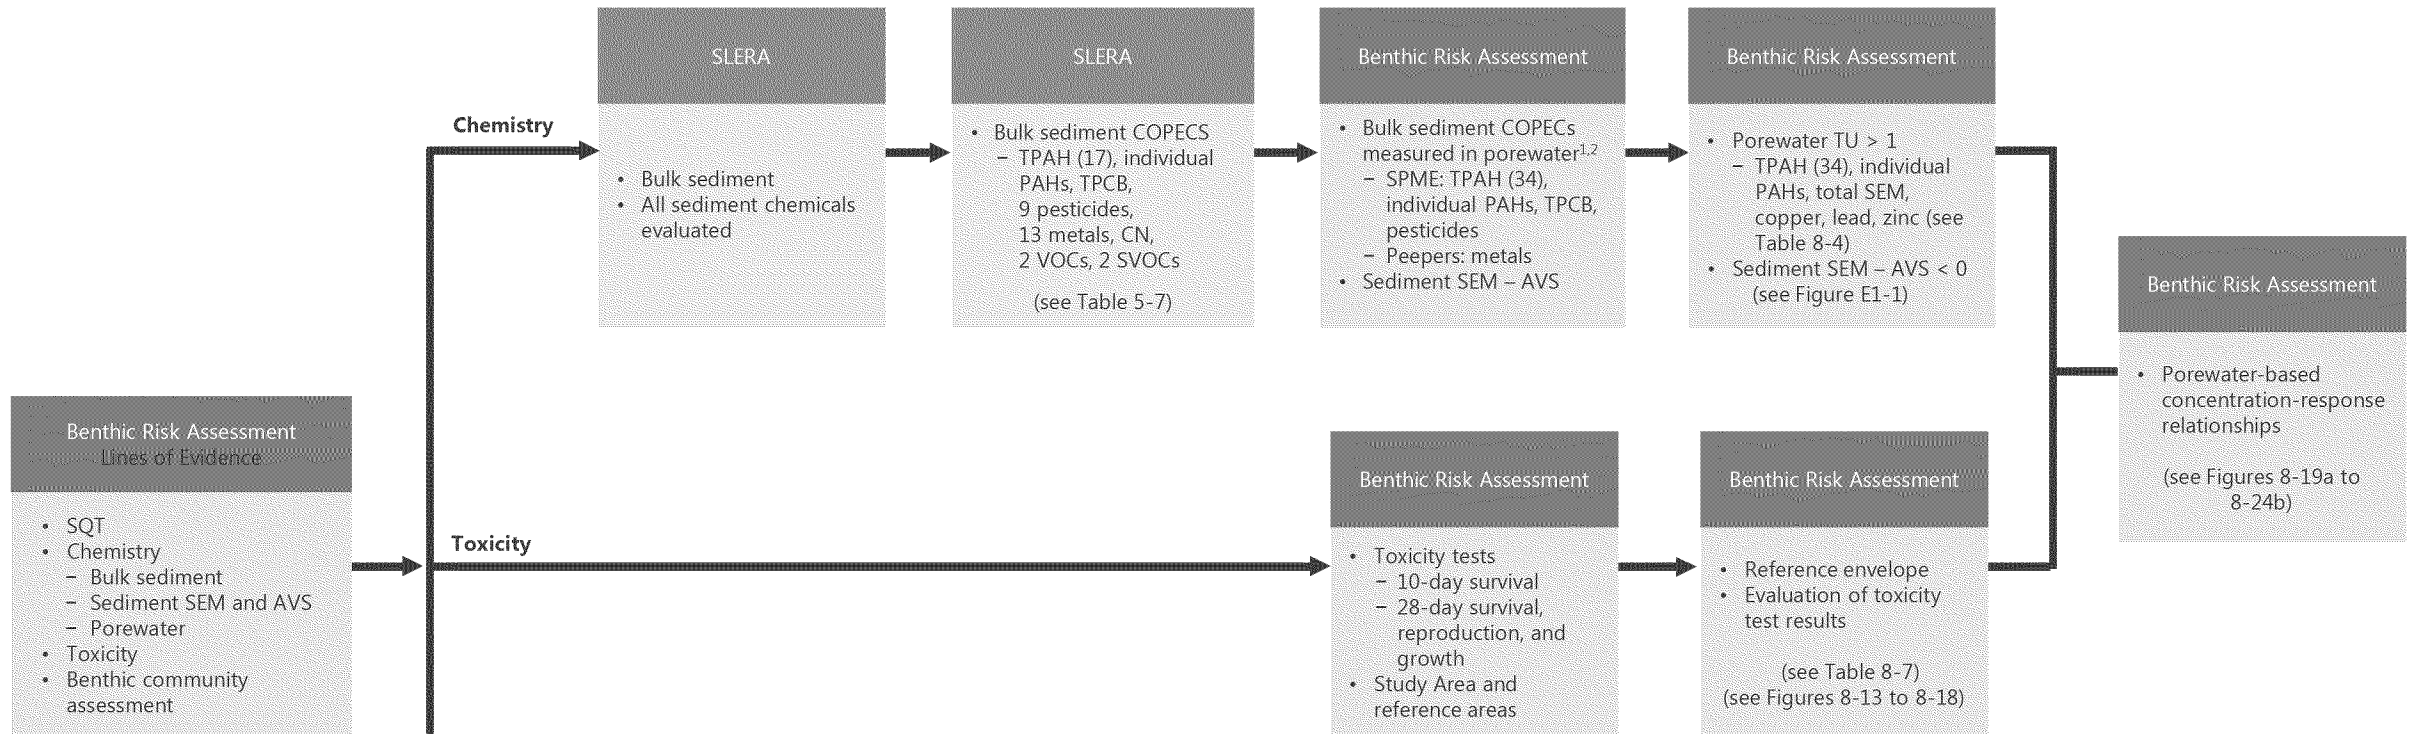 Chemistry
SLERA
• Bulk sediment
• All sediment chemicals
evaluated
SLERA
• Bulk sediment COPECS
– TPAH (17), individual
PAHs, TPCB,
9 pesticides,
13 metals, CN,
2 VOCs, 2 SVOCs
(see Table 5-7)
Benthic Risk Assessment
• Bulk sediment COPECs
measured in porewater1,2
– SPME: TPAH (34),
individual PAHs, TPCB,
pesticides
– Peepers: metals
• Sediment SEM – AVS
Benthic Risk Assessment
• Porewater TU > 1
– TPAH (34), individual
PAHs, total SEM,
copper, lead, zinc (see
Table 8-4)
• Sediment SEM – AVS < 0
(see Figure E1-1)
Benthic Risk Assessment
• Porewater-based
concentration-response
relationships
(see Figures 8-19a to
8-24b)
Benthic Risk Assessment
Lines of Evidence
• SQT
• Chemistry
– Bulk sediment
– Sediment SEM and AVS
– Porewater
• Toxicity
• Benthic community
assessment
Toxicity
Benthic Risk Assessment
• Toxicity tests
– 10-day survival
– 28-day survival,
reproduction, and
growth
• Study Area and
reference areas
Benthic Risk Assessment
• Reference envelope
• Evaluation of toxicity
test results
(see Table 8-7)
(see Figures 8-13 to 8-18)